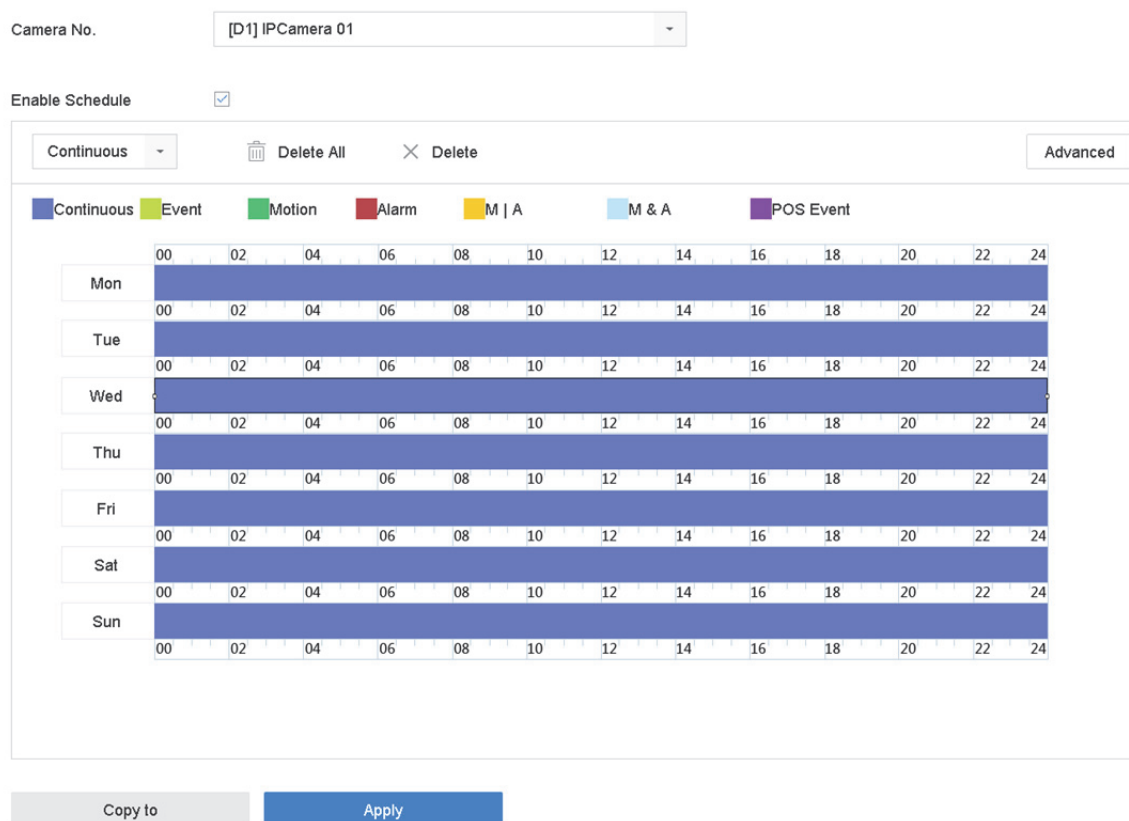 Camera No. [D1] IPCamera 01
Enable Schedule
Continuous Delete All Delete Advanced
Continuous Event Motion Alarm M | A M & A POS Event
00 02 04 06 08 10 12 14 16 18 20 22 24
Mon
00 02 04 06 08 10 12 14 16 18 20 22 24
Tue
00 02 04 06 08 10 12 14 16 18 20 22 24
Wed
00 02 04 06 08 10 12 14 16 18 20 22 24
Thu
00 02 04 06 08 10 12 14 16 18 20 22 24
Fri
00 02 04 06 08 10 12 14 16 18 20 22 24
Sat
00 02 04 06 08 10 12 14 16 18 20 22 24
Sun
00 02 04 06 08 10 12 14 16 18 20 22 24
Copy to Apply